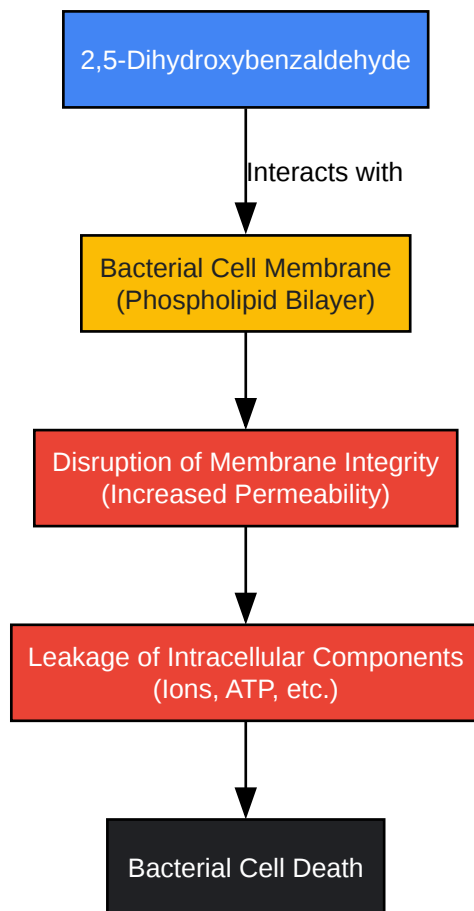 2,5-Dihydroxybenzaldehyde
Interacts with
Bacterial Cell Membrane
(Phospholipid Bilayer)
Disruption of Membrane Integrity
(Increased Permeability)
Leakage of Intracellular Components
(Ions, ATP, etc.)
Bacterial Cell Death